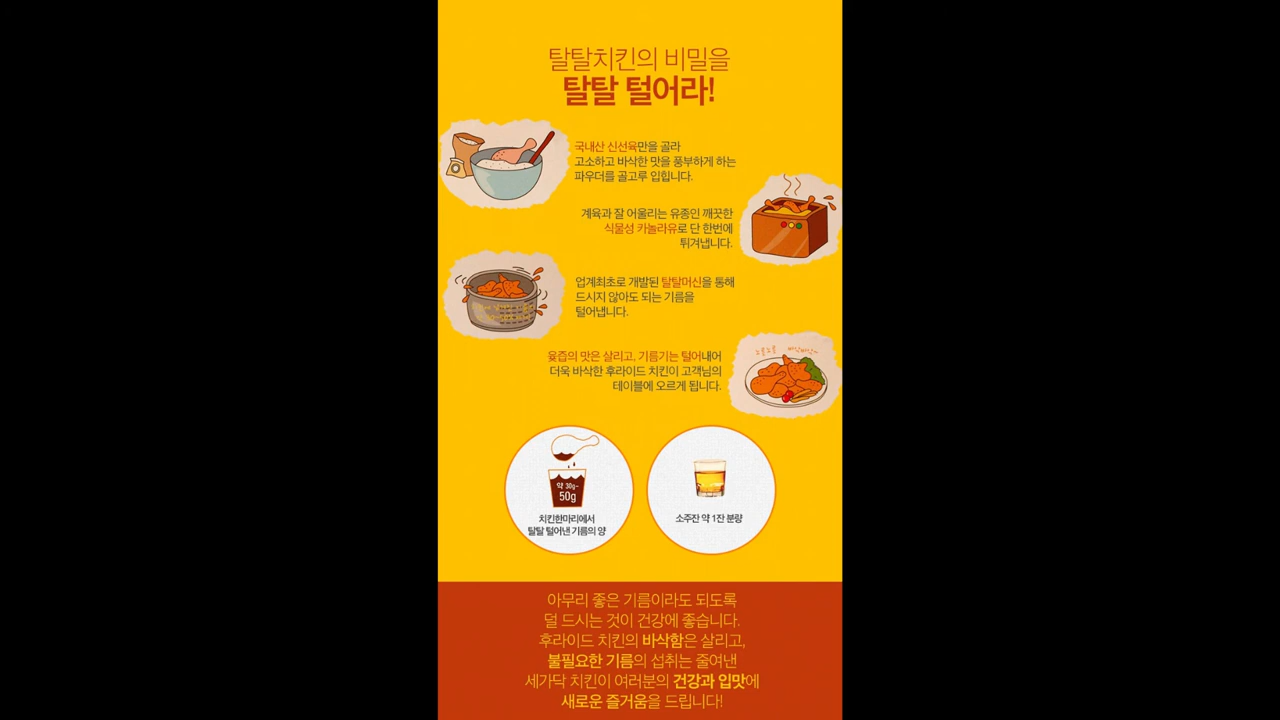 탈탈치킨의 비밀을
탈탈 털어라!
국내산 신선육만을 골라
고소하고 바삭한 맛을 풍부하게 하는
파우더를 골고루 입힙니다.
계육과 잘 어울리는 유종인 깨끗한
식물성 카놀라유로 단 한번에
튀겨냅니다.
업계최초로 개발된 탈탈머신을 통해
드시지 않아도 되는 기름을
털어냅니다.
육즙의 맛은 살리고, 기름기는 털어내어
더욱 바삭한 후라이드 치킨이 고객님의
테이블에 오르게 됩니다.
약 30g~
50g
치킨한마리에서
탈탈 털어낸 기름의 양
소주잔 약 1잔 분량
아무리 좋은 기름이라도 되도록
덜 드시는 것이 건강에 좋습니다.
후라이드 치킨의 바삭함은 살리고,
불필요한 기름의 섭취는 줄여낸
세가닥 치킨이 여러분의 건강과 입맛에
새로운 즐거움을 드립니다!